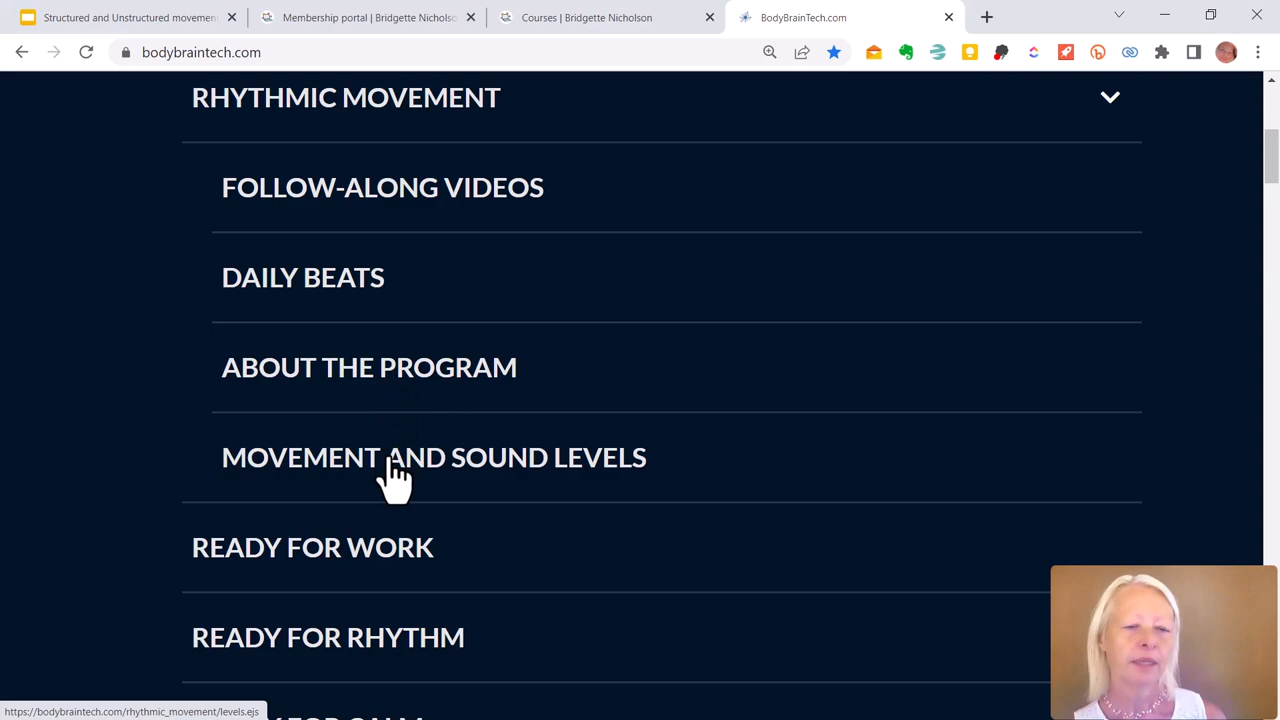 Structured and Unstructured movemen
Membership portal | Bridgette Nicholso
Courses | Bridgette Nicholson
BodyBrainTech.com
bodybraintech.com
RHYTHMIC MOVEMENT
FOLLOW-ALONG VIDEOS
DAILY BEATS
ABOUT THE PROGRAM
MOVEMENT AND SOUND LEVELS
READY FOR WORK
READY FOR RHYTHM
https://bodybraintech.com/rhythmic_movement/levels.ejs